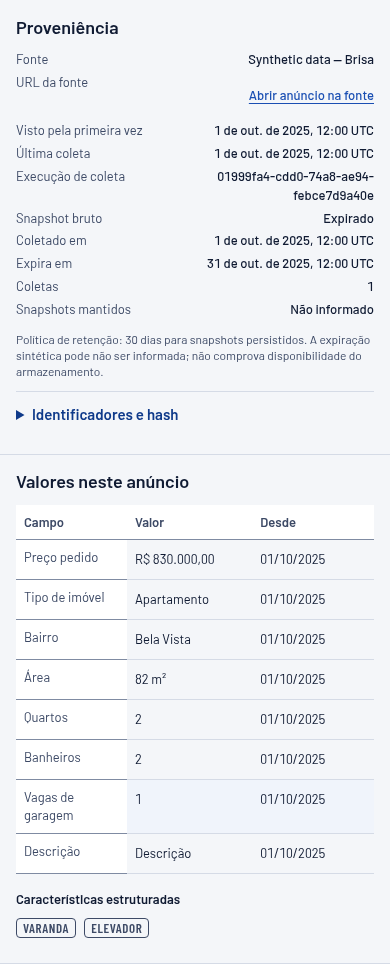 Proveniência
Fonte Synthetic data — Brisa
URL da fonte
Abrir anúncio na fonte
Visto pela primeira vez 1 de out. de 2025, 12:00 UTC
Última coleta 1 de out. de 2025, 12:00 UTC
Execução de coleta 01999fa4-cdd0-74a8-ae94-
febce7d9a40e
Snapshot bruto Expirado
Coletado em 1 de out. de 2025, 12:00 UTC
Expira em 31 de out. de 2025, 12:00 UTC
Coletas 1
Snapshots mantidos Não informado
Política de retenção: 30 dias para snapshots persistidos. A expiração
sintética pode não ser informada; não comprova disponibilidade do
armazenamento.
Identificadores e hash
Valores neste anúncio
Campo Valor Desde
Preço pedido R$ 830.000,00 01/10/2025
Tipo de imóvel Apartamento 01/10/2025
Bairro Bela Vista 01/10/2025
Área 82 m² 01/10/2025
Quartos 2 01/10/2025
Banheiros 2 01/10/2025
Vagas de
garagem 1 01/10/2025
Descrição Descrição 01/10/2025
Características estruturadas
VARANDA ELEVADOR